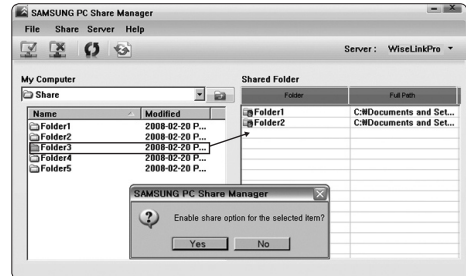 SAMSUNG PC Share Manager
File Share Server Help
Server : WiseLinkPro
My Computer
Share
Name Modified
Folder1 2008-02-20 P...
Folder2 2008-02-20 P...
Folder3 2008-02-20 P...
Folder4 2008-02-20 P...
Folder5 2008-02-20 P...
Shared Folder
Folder Full Path
Folder1 C:₩Documents and Set...
Folder2 C:₩Documents and Set...
SAMSUNG PC Share Manager
Enable share option for the selected item?
Yes No